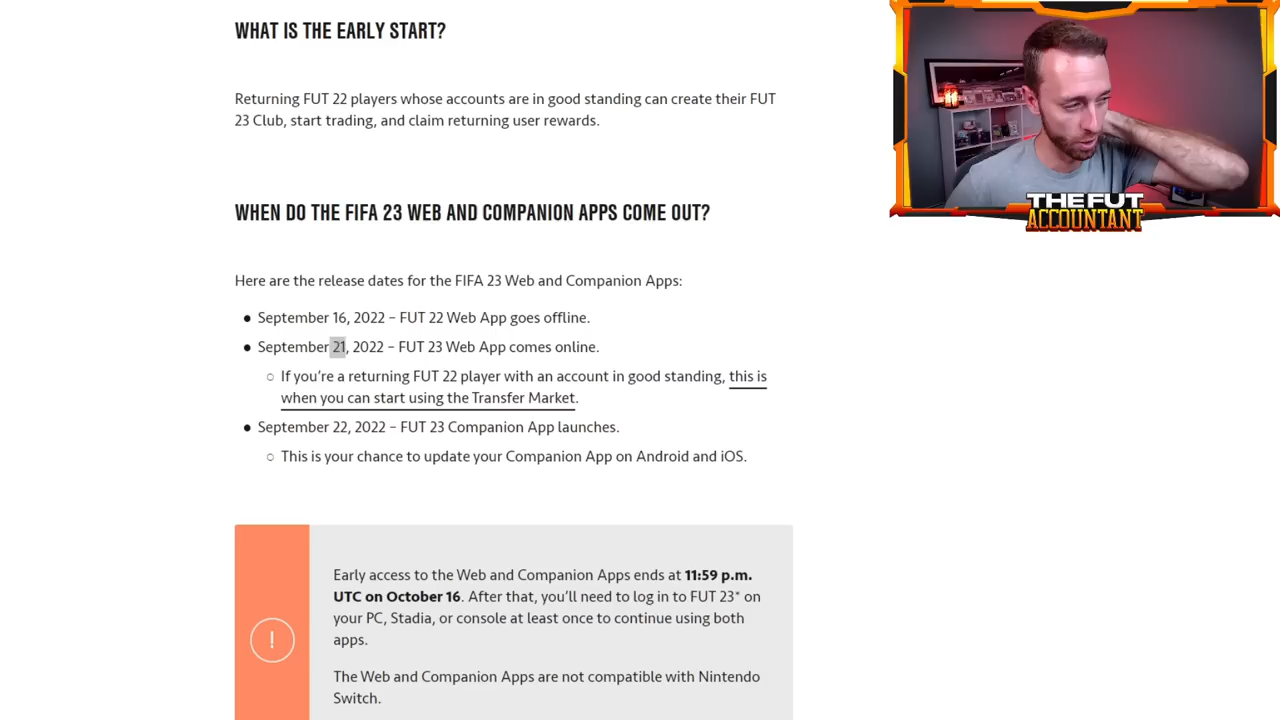 WHAT IS THE EARLY START?
Returning FUT 22 players whose accounts are in good standing can create their FUT
23 Club, start trading, and claim returning user rewards.
WHEN DO THE FIFA 23 WEB AND COMPANION APPS COME OUT?
Here are the release dates for the FIFA 23 Web and Companion Apps:
● September 16, 2022 – FUT 22 Web App goes offline.
● September 21, 2022 – FUT 23 Web App comes online.
○ If you’re a returning FUT 22 player with an account in good standing, this is
when you can start using the Transfer Market.
● September 22, 2022 – FUT 23 Companion App launches.
○ This is your chance to update your Companion App on Android and iOS.
!
Early access to the Web and Companion Apps ends at 11:59 p.m.
UTC on October 16. After that, you’ll need to log in to FUT 23* on
your PC, Stadia, or console at least once to continue using both
apps.
The Web and Companion Apps are not compatible with Nintendo
Switch.
THE FUT
ACCOUNTANT